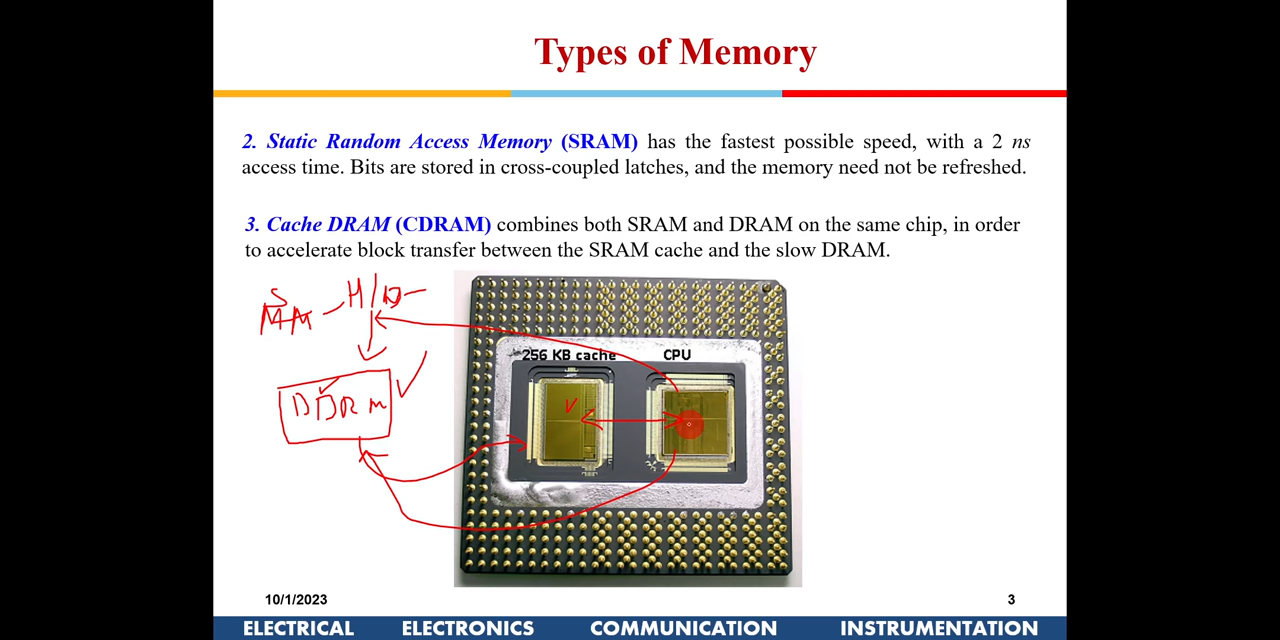 Types of Memory
2. Static Random Access Memory (SRAM) has the fastest possible speed, with a 2 ns
access time. Bits are stored in cross-coupled latches, and the memory need not be refreshed.
3. Cache DRAM (CDRAM) combines both SRAM and DRAM on the same chip, in order
to accelerate block transfer between the SRAM cache and the slow DRAM.
256 KB cache CPU
10/1/2023 3
ELECTRICAL ELECTRONICS COMMUNICATION INSTRUMENTATION